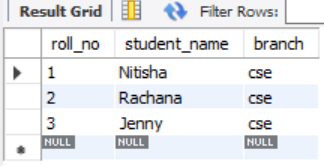 Result Grid Filter Rows:
roll_no student_name branch
1 Nitisha cse
2 Rachana cse
3 Jenny cse
NULL NULL NULL